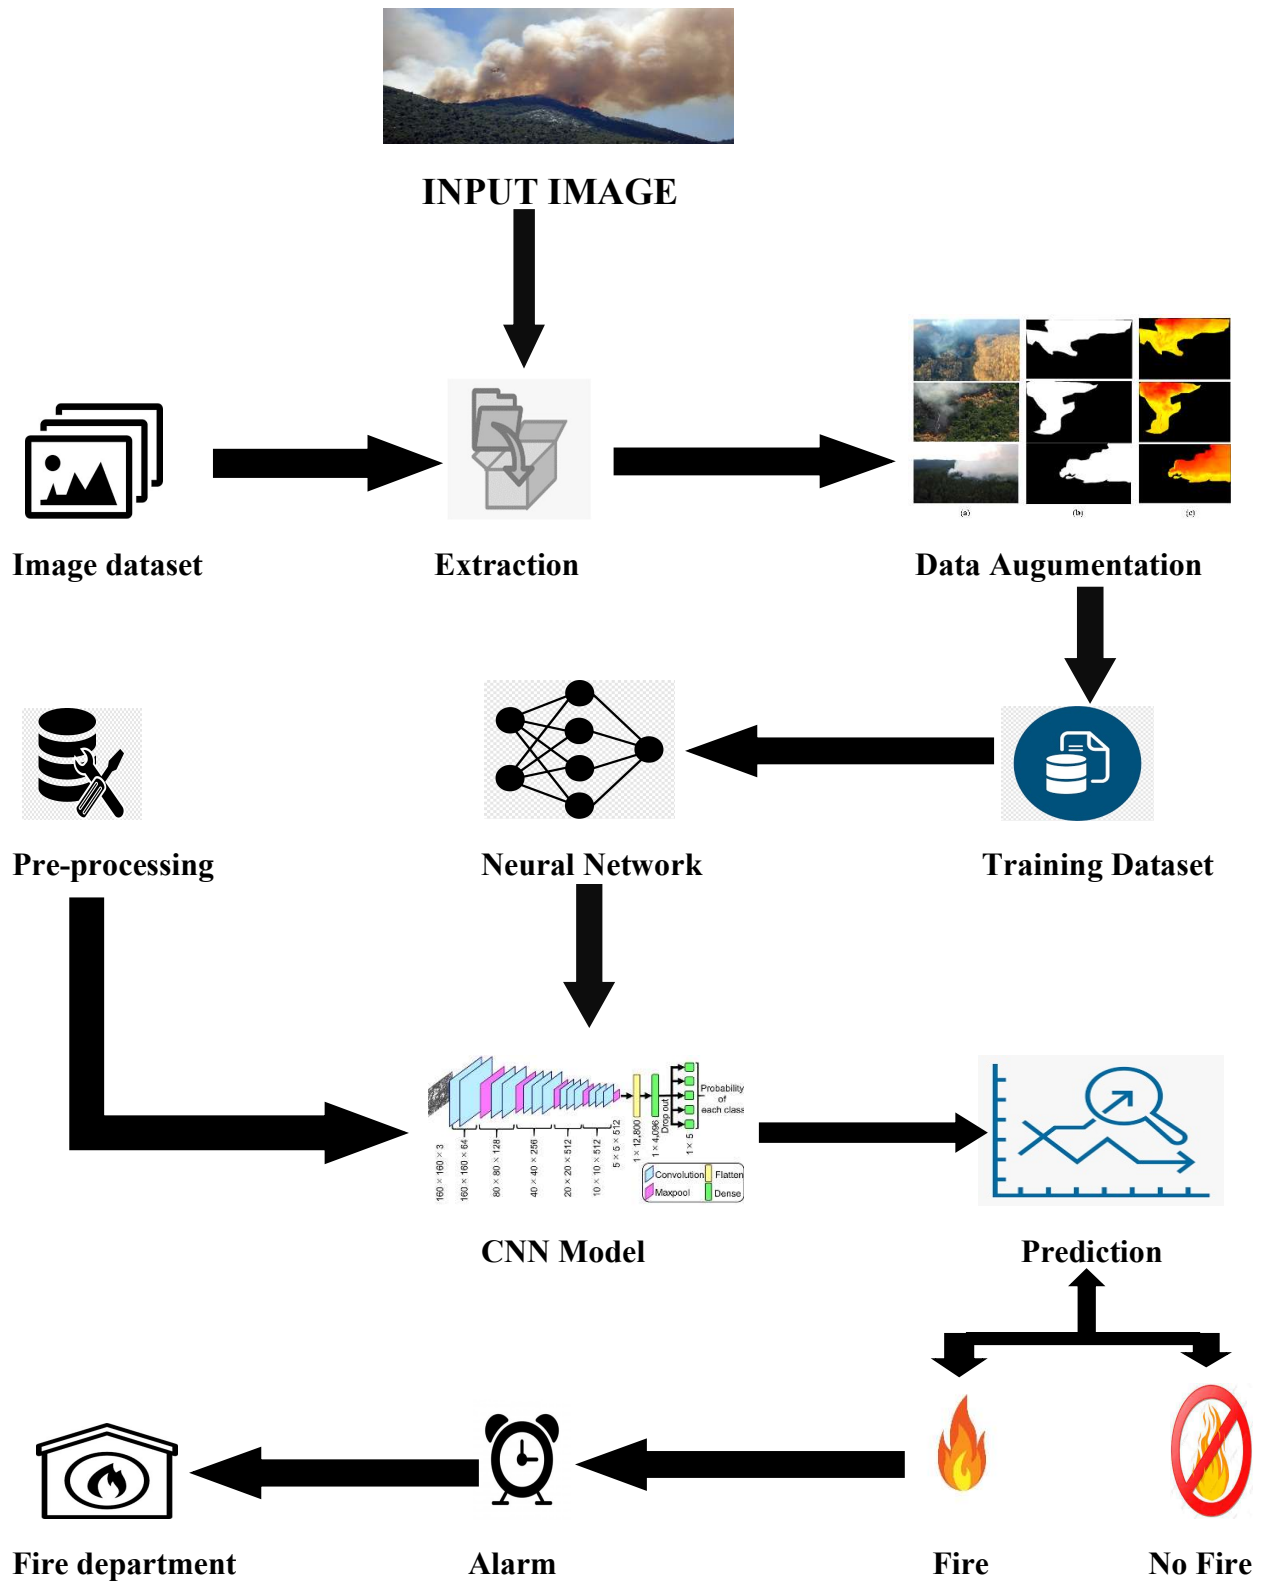 INPUT IMAGE
(a) (b) (c)
Image dataset
Extraction
Data Augumentation
Pre-processing
Neural Network
Training Dataset
160 × 160 × 3
160 × 160 × 64
80 × 80 × 128
40 × 40 × 256
20 × 20 × 512
10 × 10 × 512
5 × 5 × 512
1 × 12,800
1 × 4,096
Drop out
1 × 5
Probability
of
each class
Convolution Flatten
Maxpool Dense
CNN Model
Prediction
Fire department
Alarm
Fire
No Fire